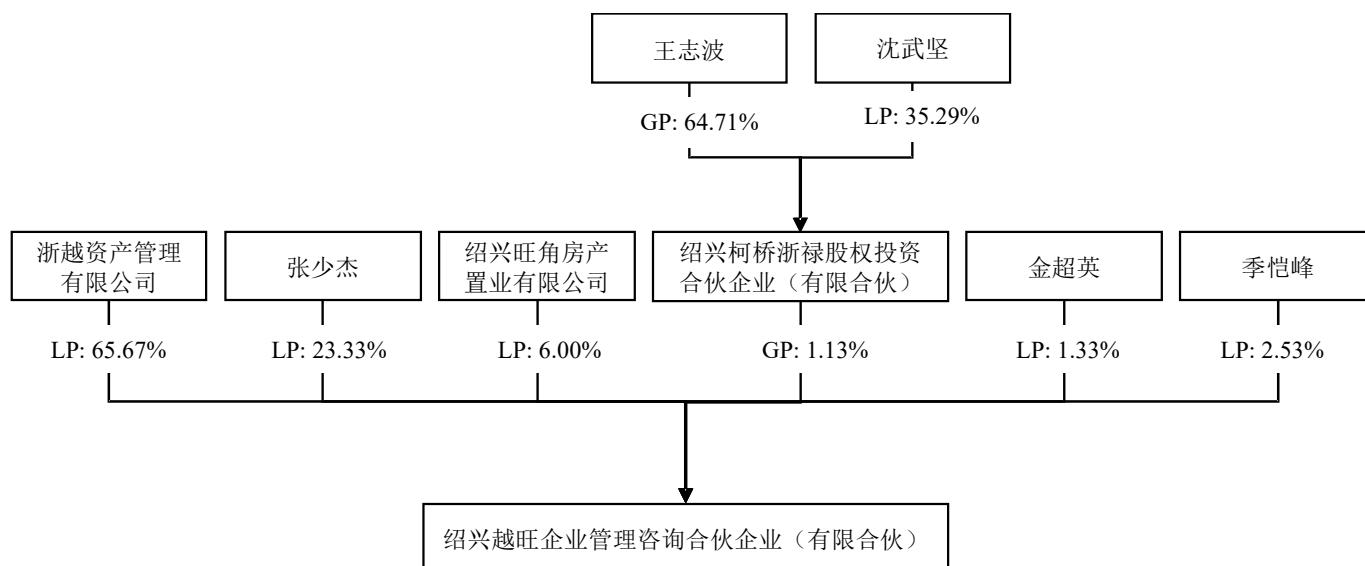 王志波
沈武坚
GP: 64.71%
LP: 35.29%
浙越资产管理
有限公司
张少杰
绍兴旺角房产
置业有限公司
绍兴柯桥浙禄股权投资
合伙企业（有限合伙）
金超英
季恺峰
LP: 65.67%
LP: 23.33%
LP: 6.00%
GP: 1.13%
LP: 1.33%
LP: 2.53%
绍兴越旺企业管理咨询合伙企业（有限合伙）